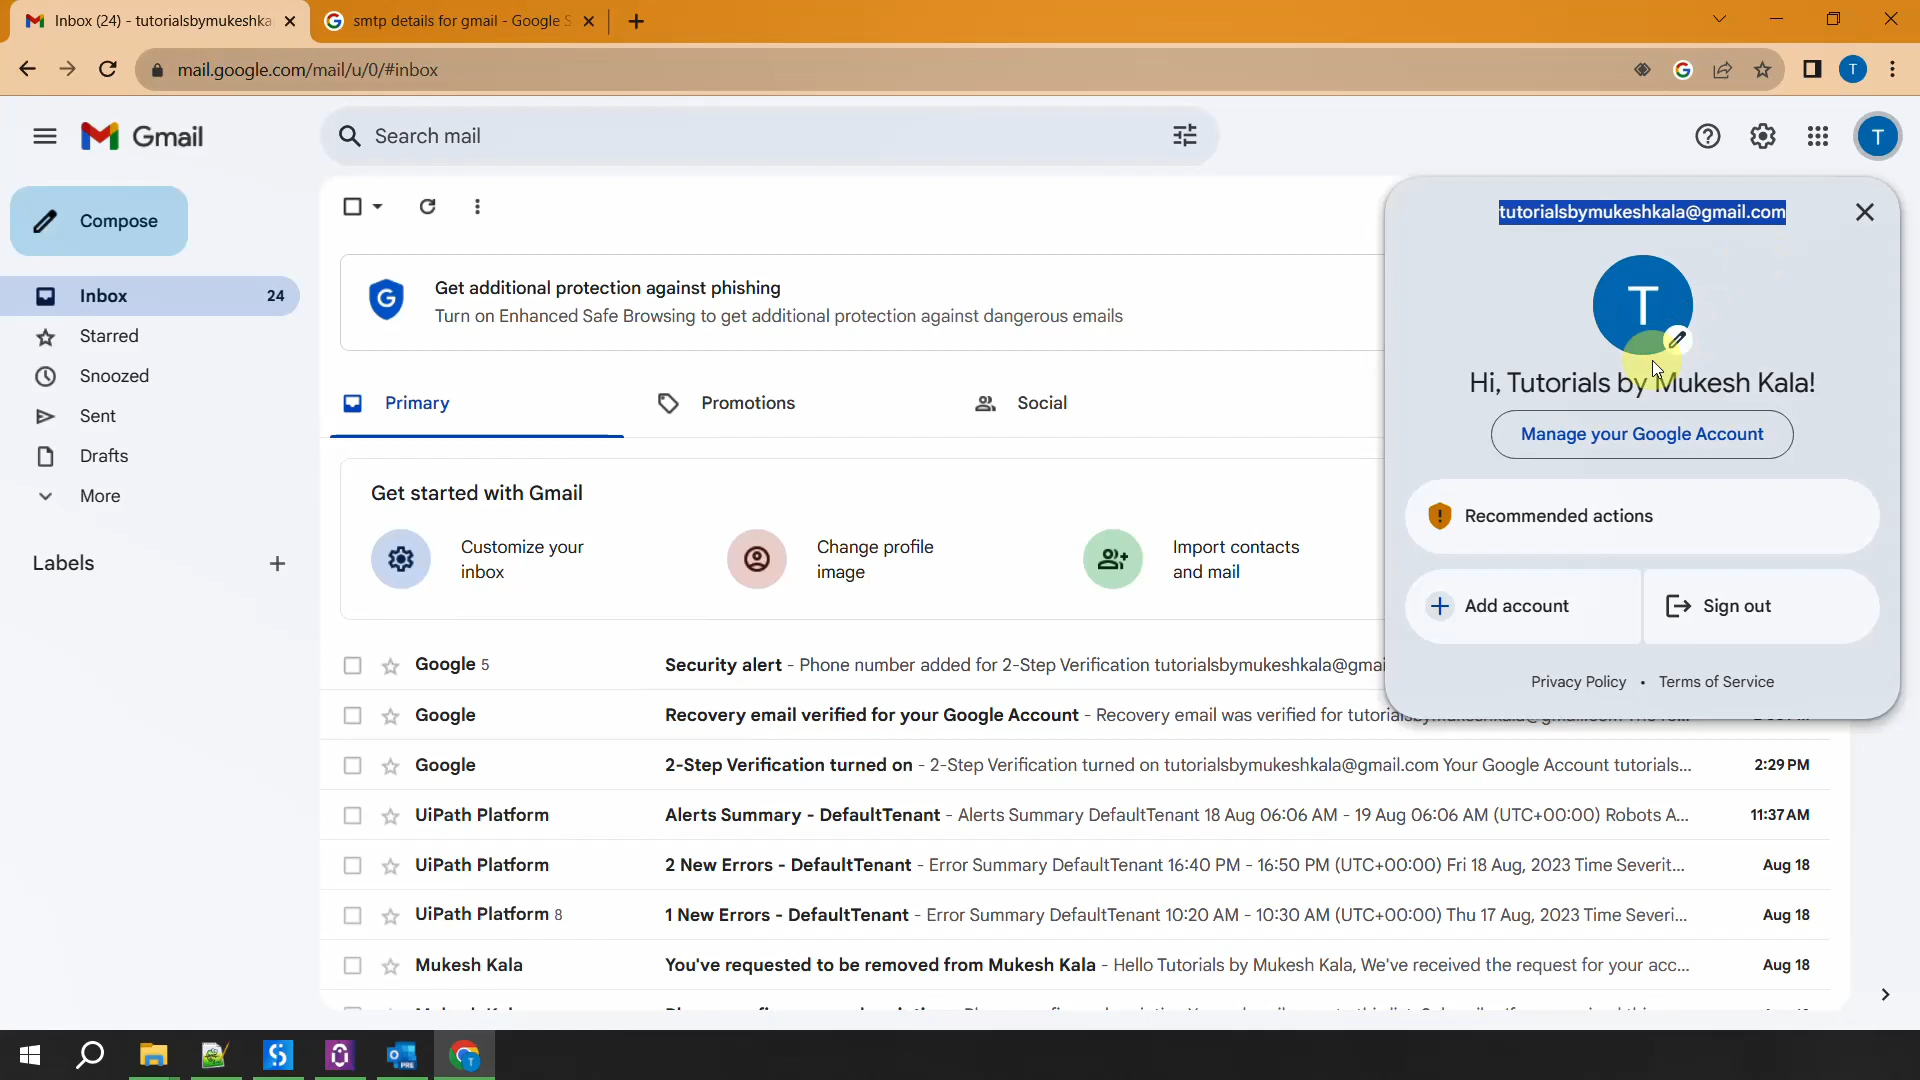 Inbox (24) - tutorialsbymukeshka
smtp details for gmail - Google S
mail.google.com/mail/u/0/#inbox
T
Gmail
Search mail
T
Compose
Inbox 24
Starred
Snoozed
Sent
Drafts
More
Labels
Get additional protection against phishing
Turn on Enhanced Safe Browsing to get additional protection against dangerous emails
Primary
Promotions
Social
Get started with Gmail
Customize your
inbox
Change profile
image
Import contacts
and mail
tutorialsbymukeshkala@gmail.com
T
Hi, Tutorials by Mukesh Kala!
Manage your Google Account
Recommended actions
Add account
Sign out
Privacy Policy • Terms of Service
Google 5 Security alert - Phone number added for 2-Step Verification tutorialsbymukeshkala@gmai
Google Recovery email verified for your Google Account - Recovery email was verified for
Google 2-Step Verification turned on - 2-Step Verification turned on tutorialsbymukeshkala@gmail.com Your Google Account tutorials... 2:29 PM
UiPath Platform Alerts Summary - DefaultTenant - Alerts Summary DefaultTenant 18 Aug 06:06 AM - 19 Aug 06:06 AM (UTC+00:00) Robots A... 11:37 AM
UiPath Platform 2 New Errors - DefaultTenant - Error Summary DefaultTenant 16:40 PM - 16:50 PM (UTC+00:00) Fri 18 Aug, 2023 Time Severit... Aug 18
UiPath Platform 8 1 New Errors - DefaultTenant - Error Summary DefaultTenant 10:20 AM - 10:30 AM (UTC+00:00) Thu 17 Aug, 2023 Time Severi... Aug 18
Mukesh Kala You've requested to be removed from Mukesh Kala - Hello Tutorials by Mukesh Kala, We've received the request for your acc... Aug 18